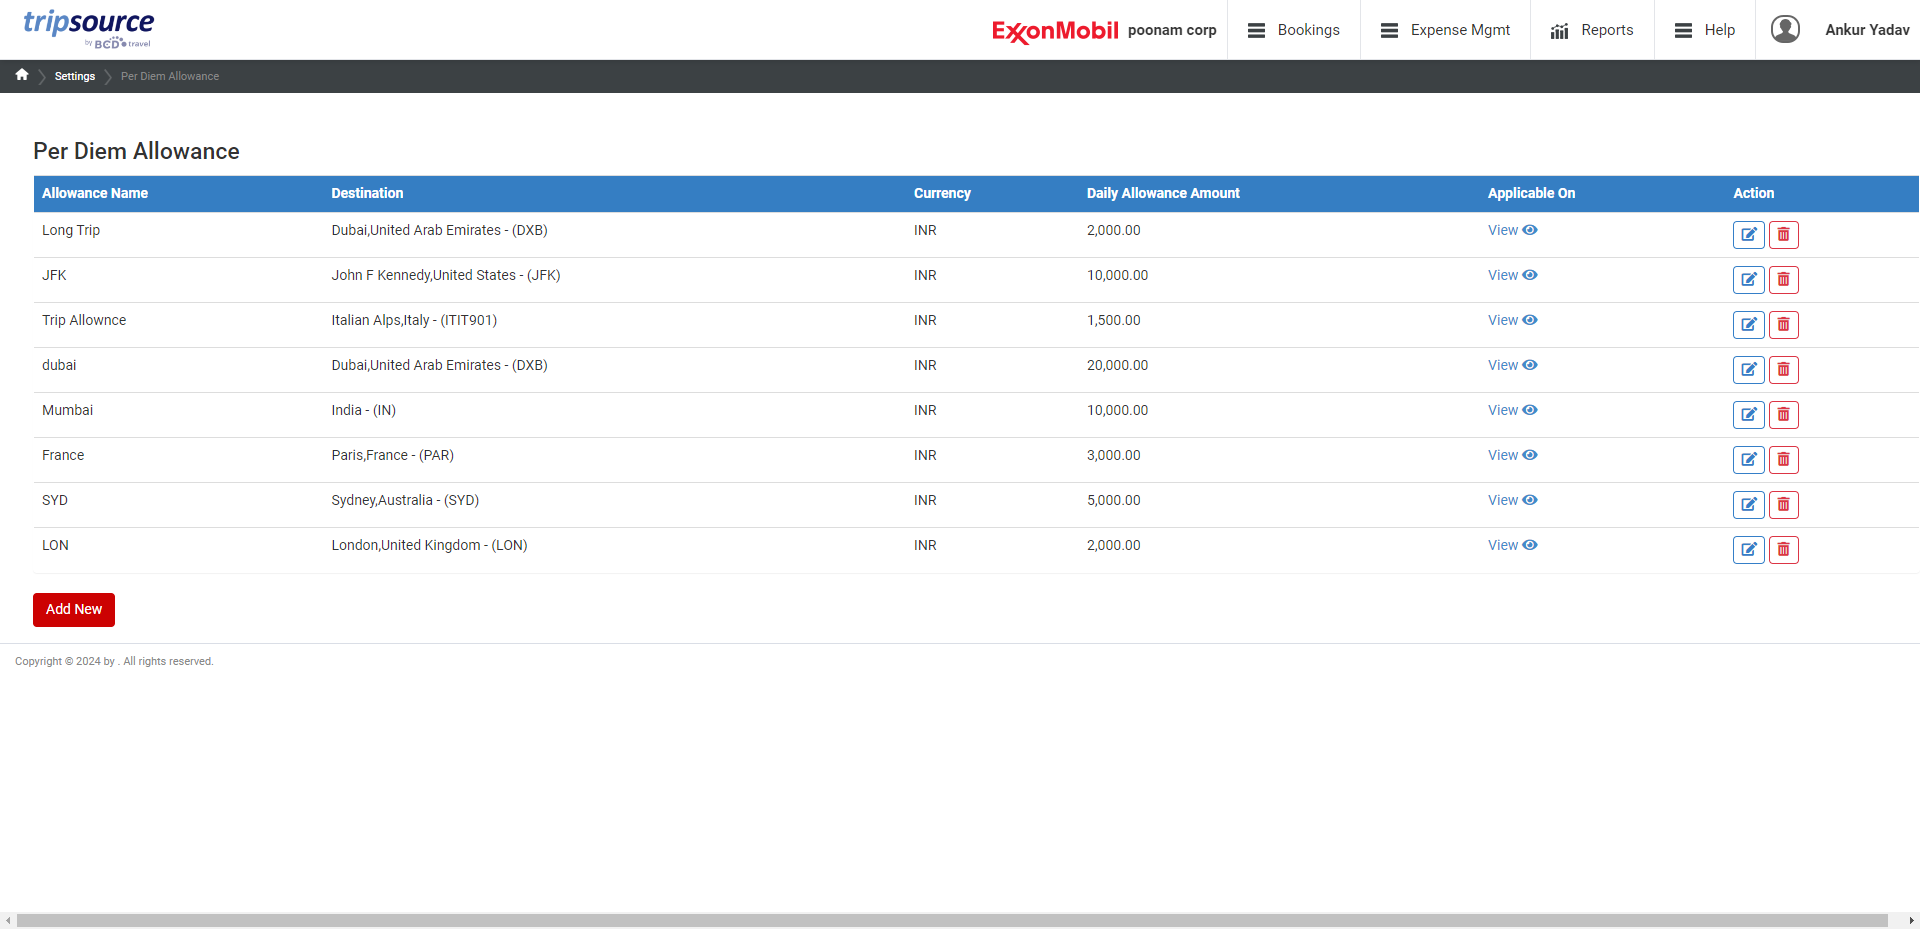 tripsource
by BCD travel
ExxonMobil poonam corp Bookings Expense Mgmt Reports Help Ankur Yadav
Settings Per Diem Allowance
Per Diem Allowance
Allowance Name Destination Currency Daily Allowance Amount Applicable On Action
Long Trip Dubai,United Arab Emirates - (DXB) INR 2,000.00 View
JFK John F Kennedy,United States - (JFK) INR 10,000.00 View
Trip Allownce Italian Alps,Italy - (ITIT901) INR 1,500.00 View
dubai Dubai,United Arab Emirates - (DXB) INR 20,000.00 View
Mumbai India - (IN) INR 10,000.00 View
France Paris,France - (PAR) INR 3,000.00 View
SYD Sydney,Australia - (SYD) INR 5,000.00 View
LON London,United Kingdom - (LON) INR 2,000.00 View
Add New
Copyright © 2024 by . All rights reserved.